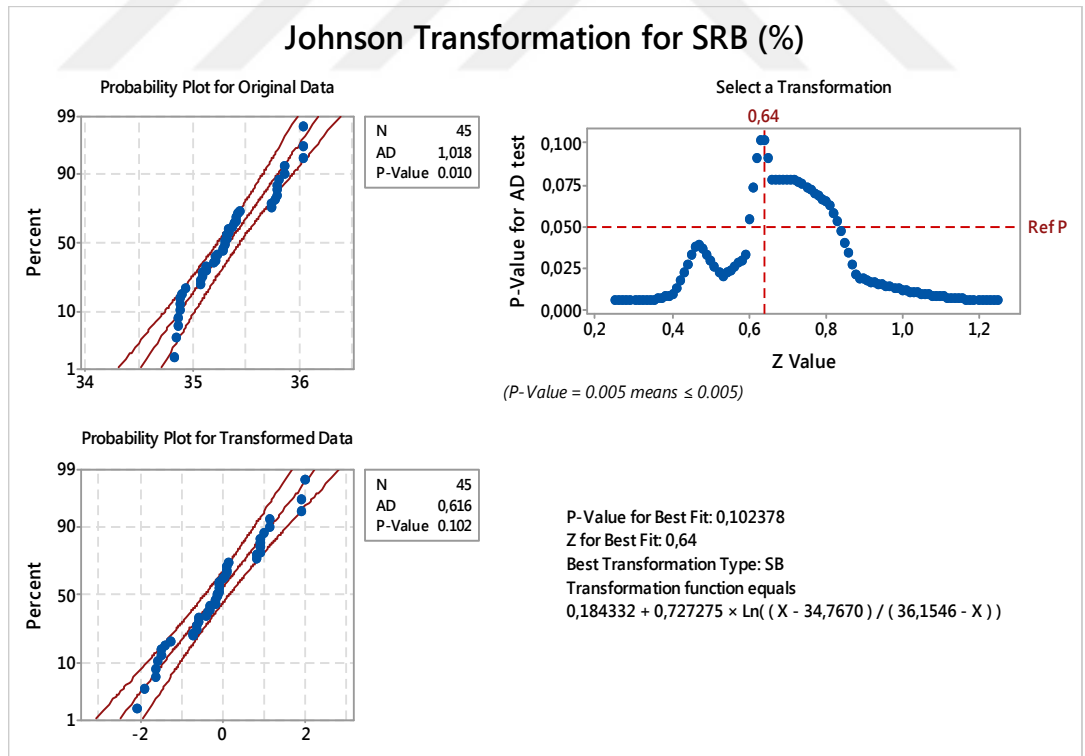 Johnson Transformation for SRB (%)
Probability Plot for Original Data
99
90
50
10
1
Percent
34
35
36
N 45
AD 1,018
P-Value 0.010
Select a Transformation
0,64
0,100
0,075
0,050
0,025
0,000
P-Value for AD test
Ref P
0,2
0,4
0,6
0,8
1,0
1,2
Z Value
(P-Value = 0.005 means ≤ 0.005)
Probability Plot for Transformed Data
99
90
50
10
1
Percent
-2
0
2
N 45
AD 0,616
P-Value 0.102
P-Value for Best Fit: 0,102378
Z for Best Fit: 0,64
Best Transformation Type: SB
Transformation function equals
0,184332 + 0,727275 × Ln( ( X - 34,7670 ) / ( 36,1546 - X ) )